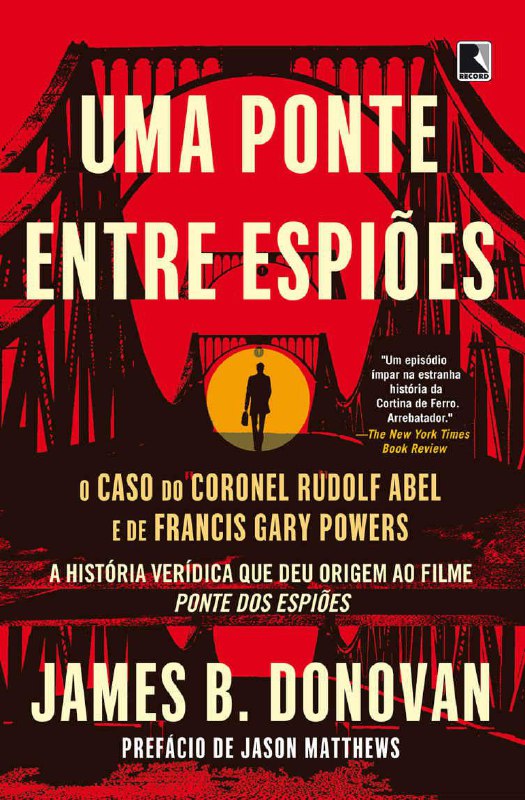 RECORD
UMA PONTE
ENTRE ESPIÕES
"Um episódio
ímpar na estranha
história da
Cortina de Ferro.
Arrebatador."
—The New York Times
Book Review
O CASO DO CORONEL RUDOLF ABEL
E DE FRANCIS GARY POWERS
A HISTÓRIA VERÍDICA QUE DEU ORIGEM AO FILME
PONTE DOS ESPIÕES
JAMES B. DONOVAN
PREFÁCIO DE JASON MATTHEWS